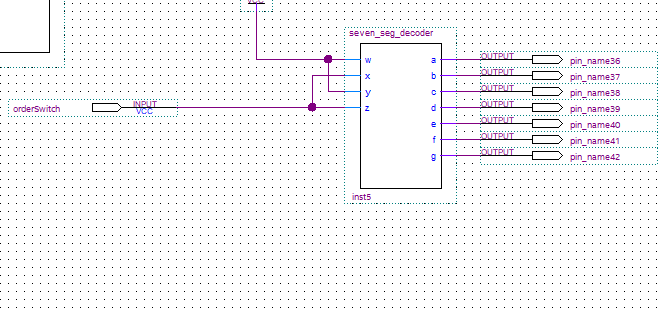 VCC
seven_seg_decoder
w a OUTPUT pin_name36
x b OUTPUT pin_name37
y c OUTPUT pin_name38
orderSwitch INPUT VCC z d OUTPUT pin_name39
e OUTPUT pin_name40
f OUTPUT pin_name41
g OUTPUT pin_name42
inst5